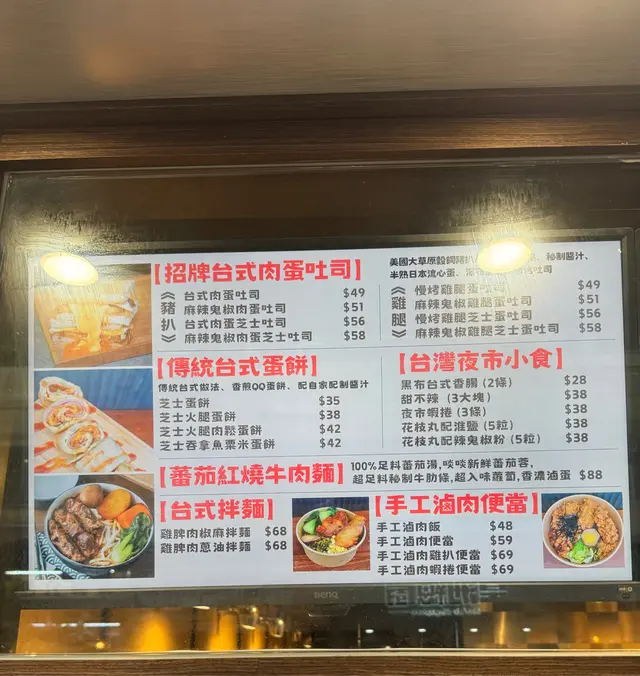 【招牌台式肉蛋吐司】
美國大草原穀飼豬扒 秘制醬汁、
半熟日本流心蛋、 吐司
《豬扒》
台式肉蛋吐司 $49
麻辣鬼椒肉蛋吐司 $51
台式肉蛋芝士吐司 $56
麻辣鬼椒肉蛋芝士吐司 $58
《雞腿》
慢烤雞腿蛋吐司 $49
麻辣鬼椒雞腿蛋吐司 $51
慢烤雞腿芝士蛋吐司 $56
麻辣鬼椒雞腿芝士蛋吐司 $58
【傳統台式蛋餅】
傳統台式做法、香煎QQ蛋餅、配自家配制醬汁
芝士蛋餅 $35
芝士火腿蛋餅 $38
芝士火腿肉鬆蛋餅 $42
芝士吞拿魚粟米蛋餅 $42
【台灣夜市小食】
黑布台式香腸 (2條) $28
甜不辣 (3大塊) $38
夜市蝦捲 (3條) $38
花枝丸配淮鹽 (5粒) $38
花枝丸配辣鬼椒粉 (5粒) $38
【蕃茄紅燒牛肉麵】
100%足料蕃茄湯,啖啖新鮮蕃茄蓉,
超足料秘制牛肋條,超入味蘿蔔,香濃滷蛋 $88
【台式拌麵】
雞脾肉椒麻拌麵 $68
雞脾肉蔥油拌麵 $68
【手工滷肉便當】
手工滷肉飯 $48
手工滷肉便當 $59
手工滷肉雞扒便當 $69
手工滷肉蝦捲便當 $69
BenQ